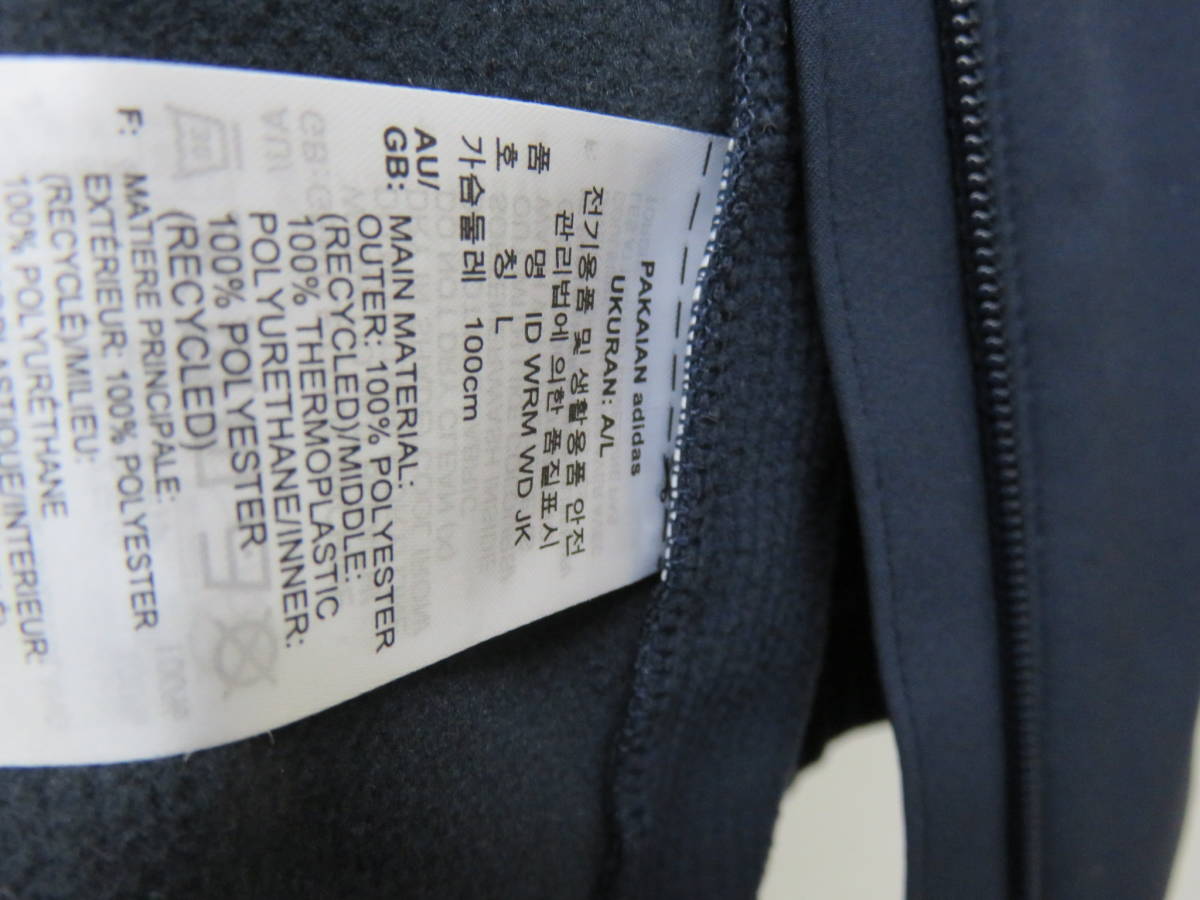 PAKAIAN adidas
UKURAN: A/L
전기용품 및 생활용품 안전
관리법에 의한 품질표시
품 명 ID WRM WD JK
호 칭 L
가슴둘레 100cm
AU/
GB: MAIN MATERIAL:
OUTER: 100% POLYESTER
(RECYCLED)/MIDDLE:
100% THERMOPLASTIC
POLYURETHANE/INNER:
100% POLYESTER
(RECYCLED)
F: MATIERE PRINCIPALE:
EXTÉRIEUR: 100% POLYESTER
(RECYCLÉ)/MILIEU:
100% POLYURÉTHANE